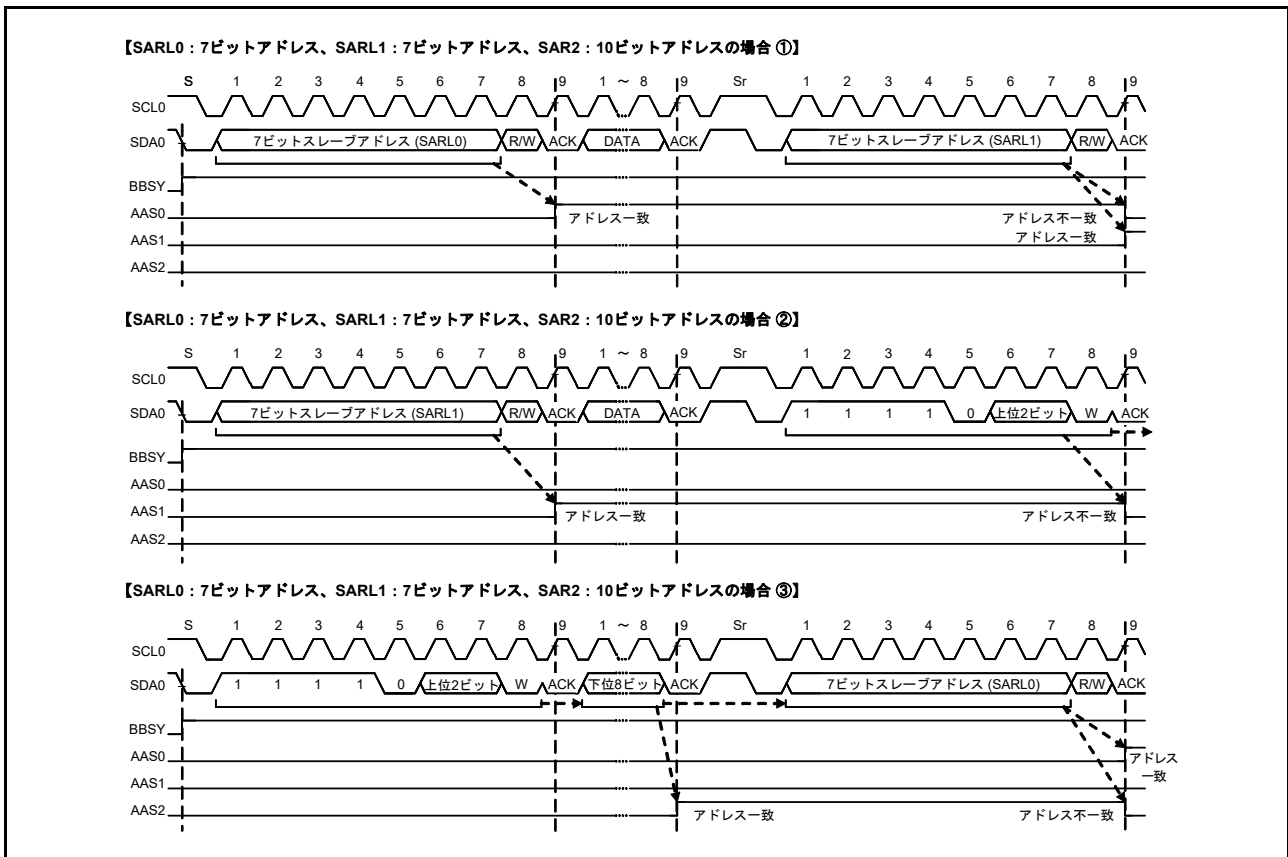 【SARL0：7ビットアドレス、SARL1：7ビットアドレス、SAR2：10ビットアドレスの場合 ①】
S 1 2 3 4 5 6 7 8 9 1 ～ 8 9 Sr 1 2 3 4 5 6 7 8 9
SCL0
SDA0 7ビットスレーブアドレス (SARL0) R/W ACK DATA ACK 7ビットスレーブアドレス (SARL1) R/W ACK
BBSY
AAS0 アドレス一致 アドレス不一致
AAS1 アドレス一致
AAS2
【SARL0：7ビットアドレス、SARL1：7ビットアドレス、SAR2：10ビットアドレスの場合 ②】
S 1 2 3 4 5 6 7 8 9 1 ～ 8 9 Sr 1 2 3 4 5 6 7 8 9
SCL0
SDA0 7ビットスレーブアドレス (SARL1) R/W ACK DATA ACK 1 1 1 1 0 上位2ビット W ACK
BBSY
AAS0
AAS1 アドレス一致 アドレス不一致
AAS2
【SARL0：7ビットアドレス、SARL1：7ビットアドレス、SAR2：10ビットアドレスの場合 ③】
S 1 2 3 4 5 6 7 8 9 1 ～ 8 9 Sr 1 2 3 4 5 6 7 8 9
SCL0
SDA0 1 1 1 1 0 上位2ビット W ACK 下位8ビット ACK 7ビットスレーブアドレス (SARL0) R/W ACK
BBSY
AAS0 アドレス
一致
AAS1
AAS2 アドレス一致 アドレス不一致